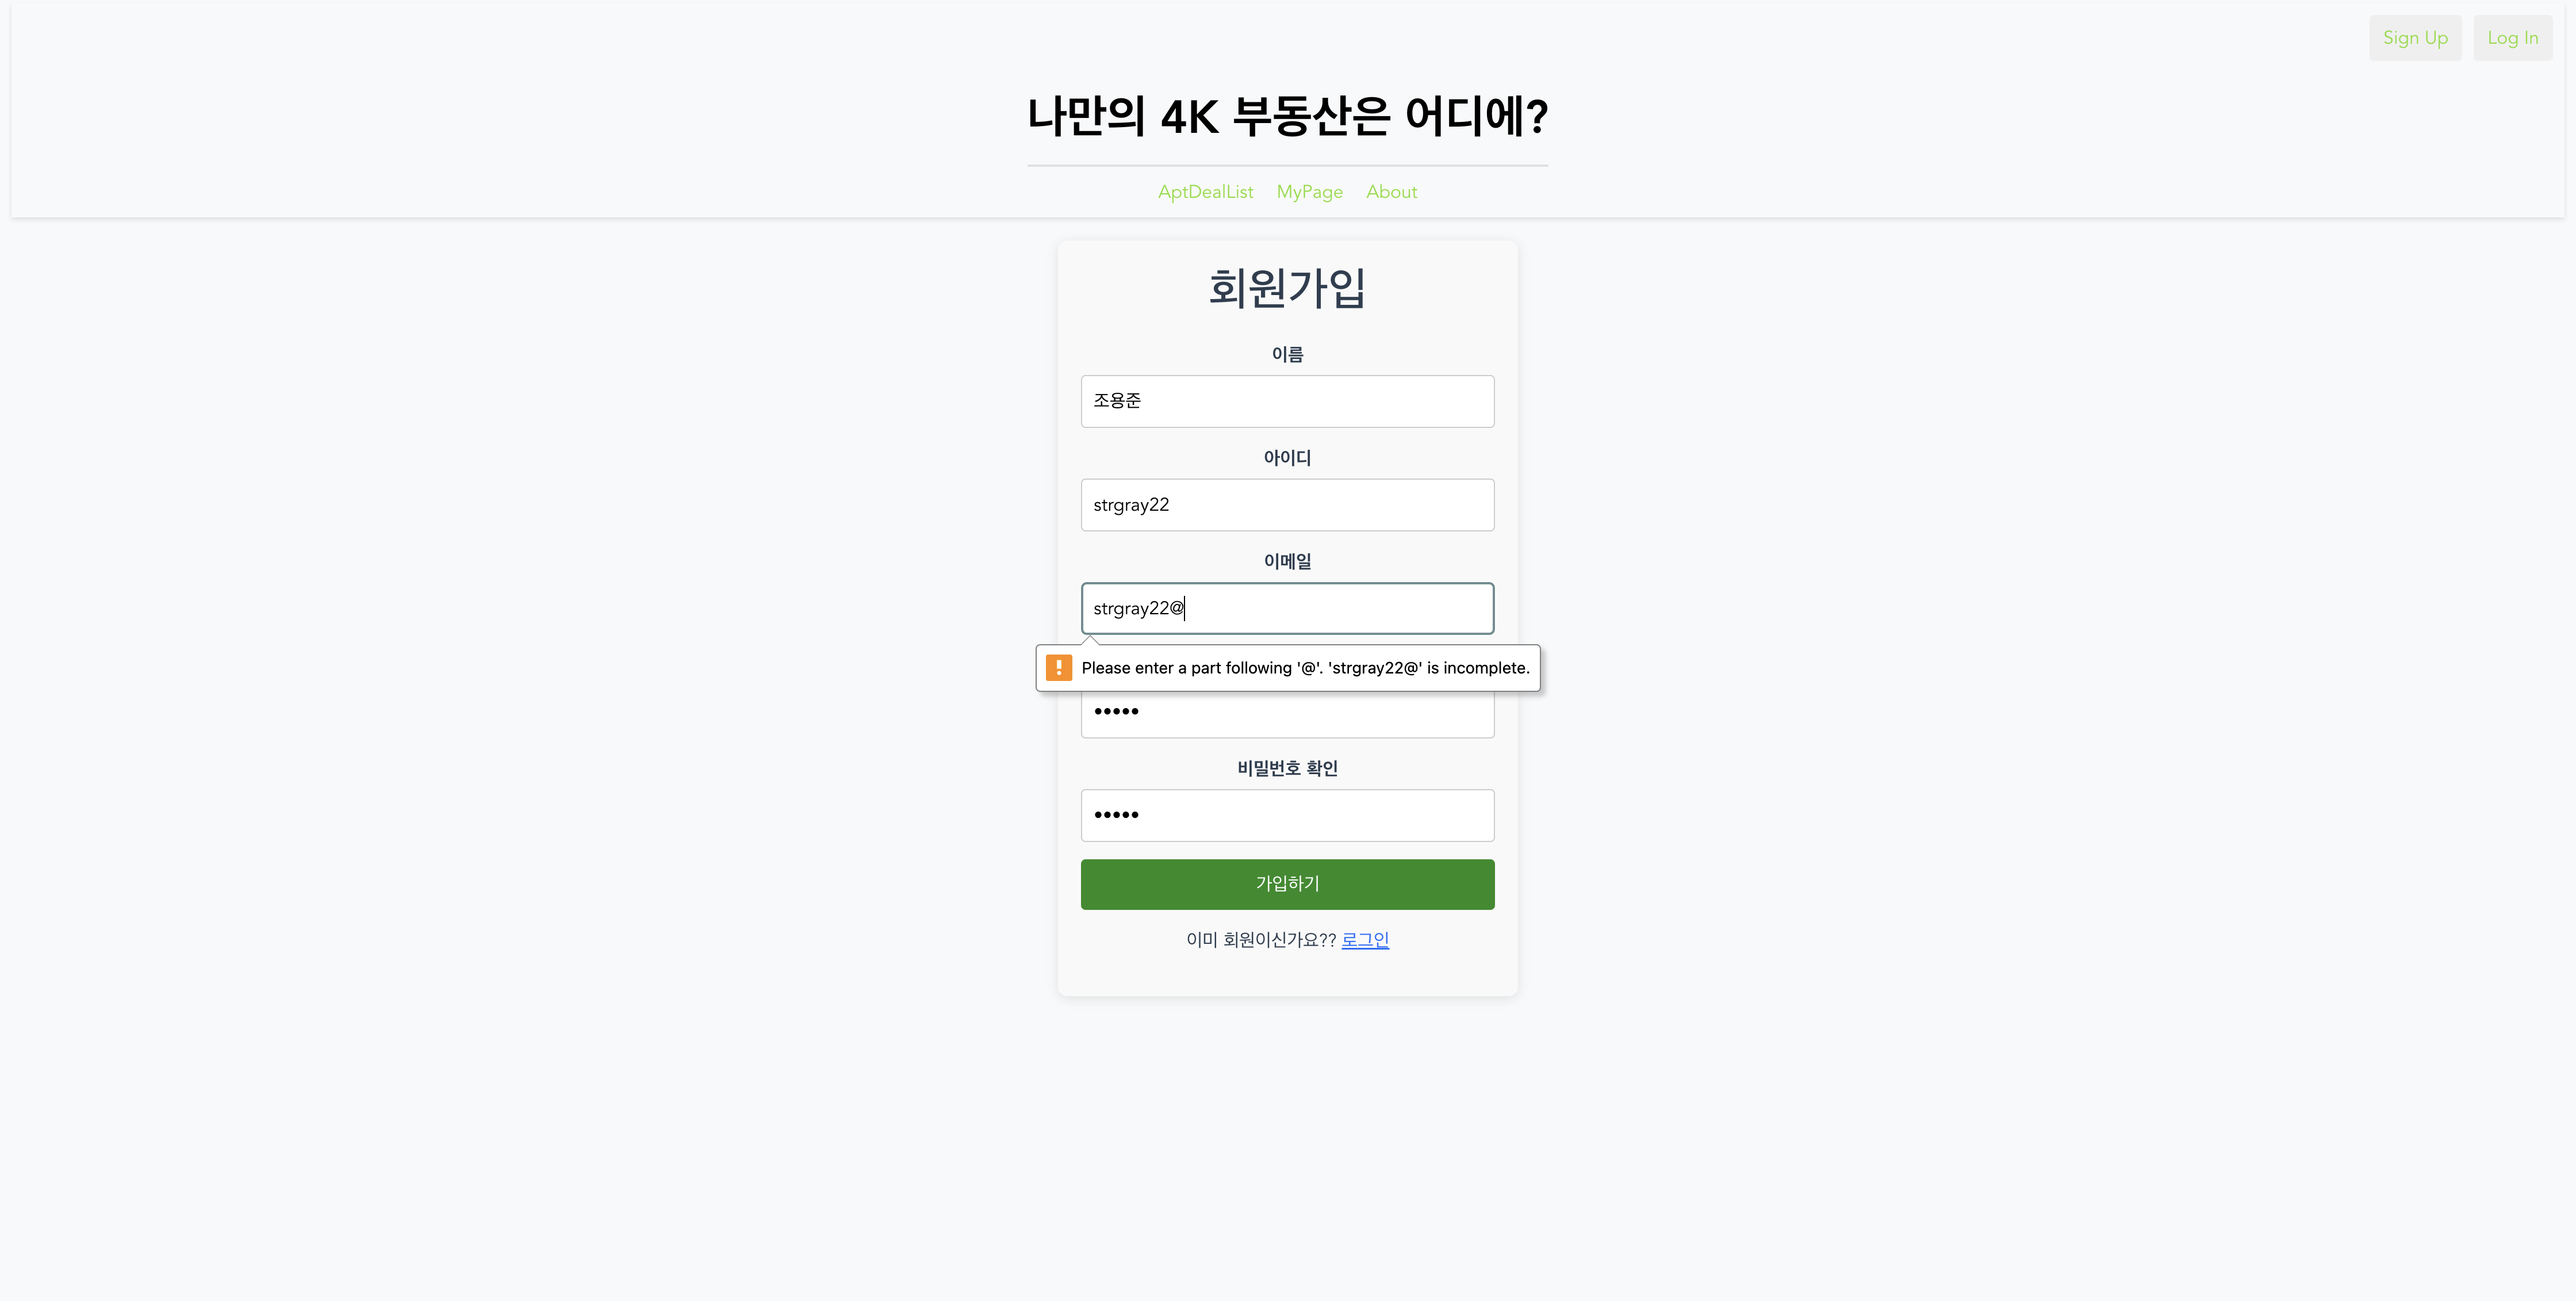 Sign Up Log In
나만의 4K 부동산은 어디에?
AptDealList MyPage About
회원가입
이름
조용준
아이디
strgray22
이메일
strgray22@
Please enter a part following '@'. 'strgray22@' is incomplete.
•••••
비밀번호 확인
•••••
가입하기
이미 회원이신가요?? 로그인